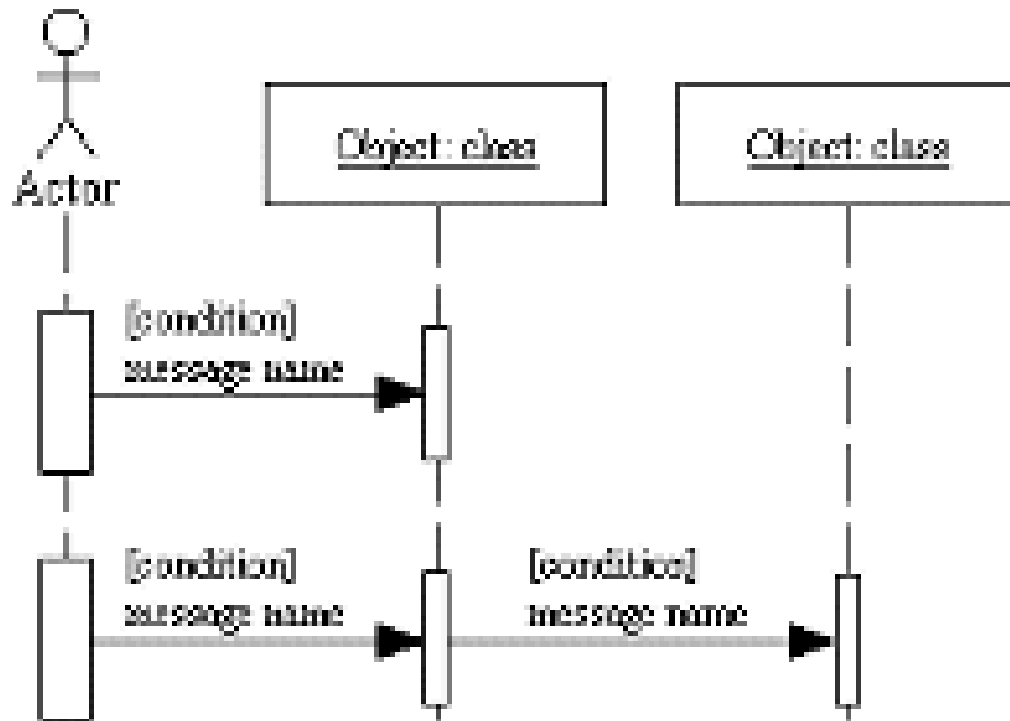 Object: class
Object: class
Actor
[condition]
message name
[condition]
message name
[condition]
message name